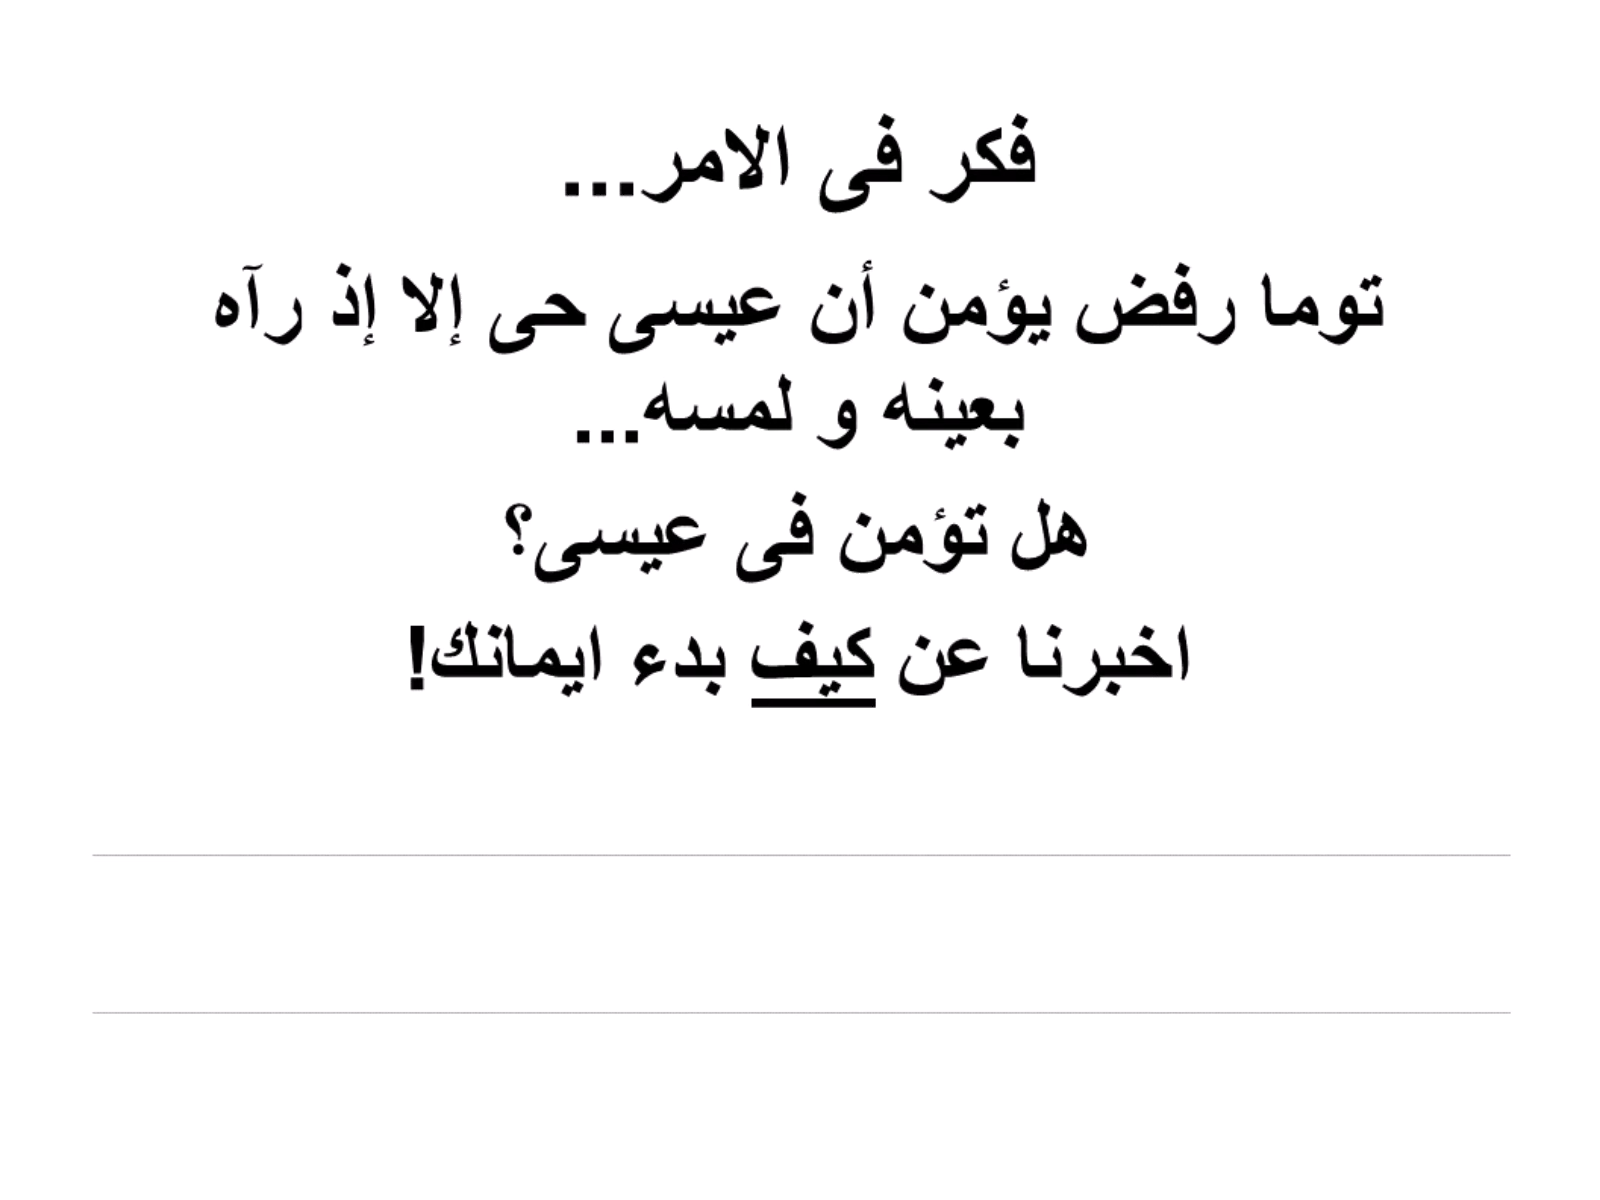 فكر فى الامر...
توما رفض يؤمن أن عيسى حى إلا إذ رآه
بعينه و لمسه...
هل تؤمن فى عيسى؟
اخبرنا عن كيف بدء ايمانك!